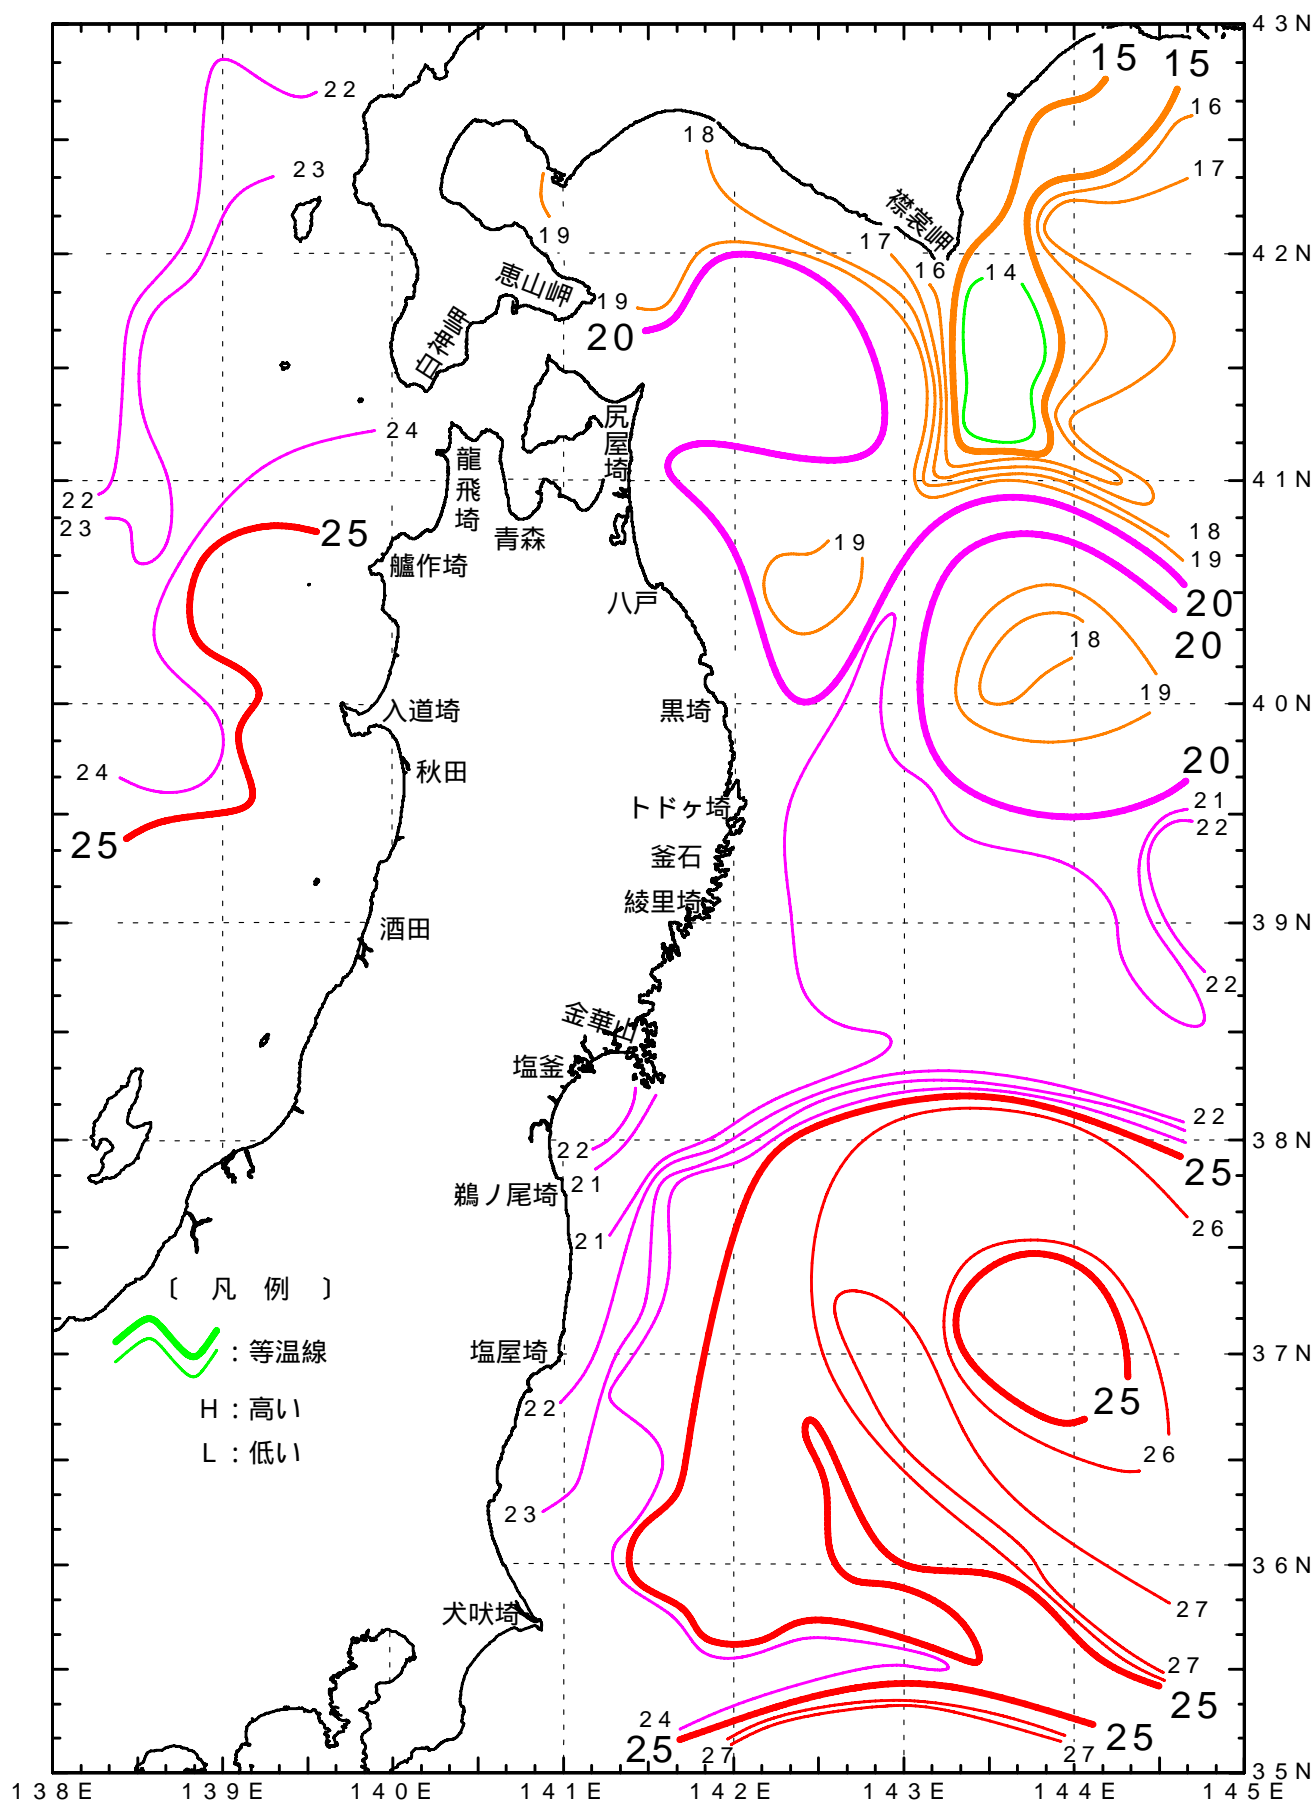 43N
15
15
22
16
18
23
17
襟裳岬
17
19
42N
16
14
恵山岬
19
20
白神岬
尻屋埼
24
龍飛埼
22
41N
23
25
青森
18
19
艫作埼
19
八戸
20
20
18
19
入道埼
黒埼
40N
24
秋田
20
トドヶ埼
21
22
25
釜石
綾里埼
酒田
39N
22
金華山
塩釜
22
22
38N
25
21
鵜ノ尾埼
26
21
〔 凡 例 〕
:等温線
塩屋埼
37N
25
22
H:高い
L:低い
26
23
36N
27
犬吠埼
27
25
24
25
25
27
27
35N
138E
139E
140E
141E
142E
143E
144E
145E